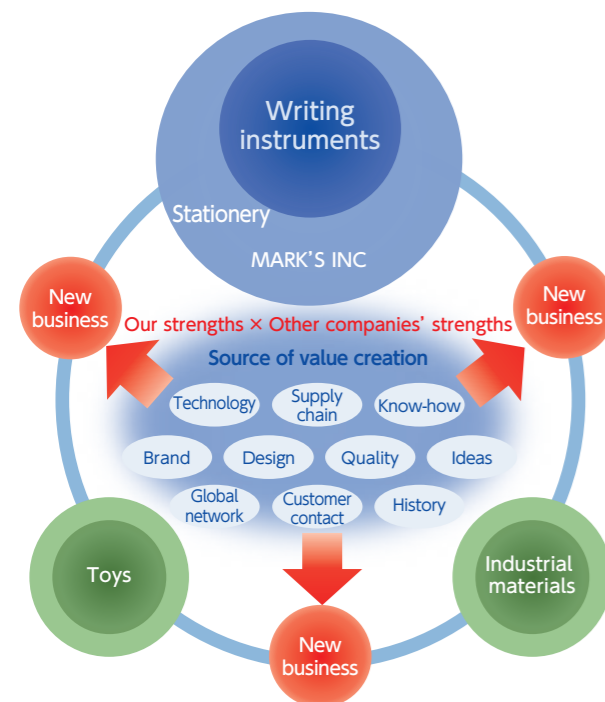 Writing
instruments
Stationery
MARK’S INC
New
business
New
business
Our strengths × Other companies’ strengths
Source of value creation
Technology
Supply
chain
Know-how
Brand
Design
Quality
Ideas
Global
network
Customer
contact
History
Toys
Industrial
materials
New
business